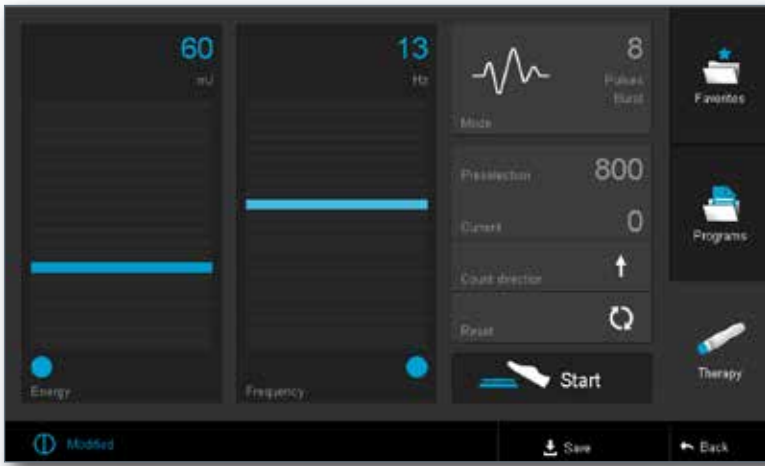 60
mJ
Energy
13
Hz
Frequency
8
Pulses
Burst
Mode
Preselection 800
Current 0
Count direction
Reset
Start
Favorites
Programs
Therapy
Modified
Save
Back